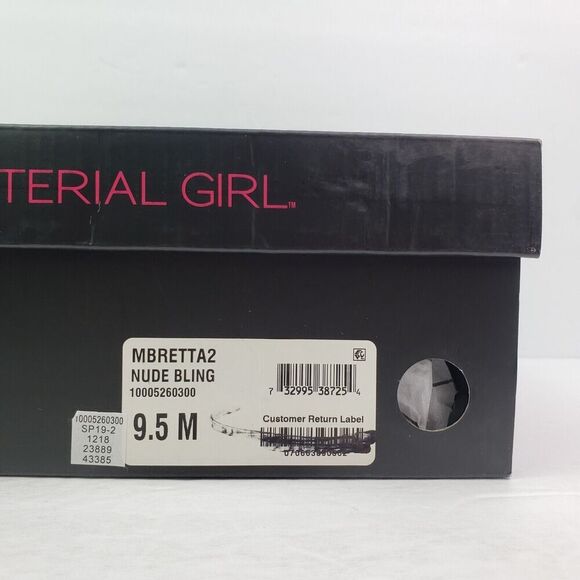 TERIAL GIRL™
MBRETTA2
NUDE BLING
10005260300
9.5 M
7 32995 38725 4
Customer Return Label
10005260300
SP19-2
1218
23889
43385